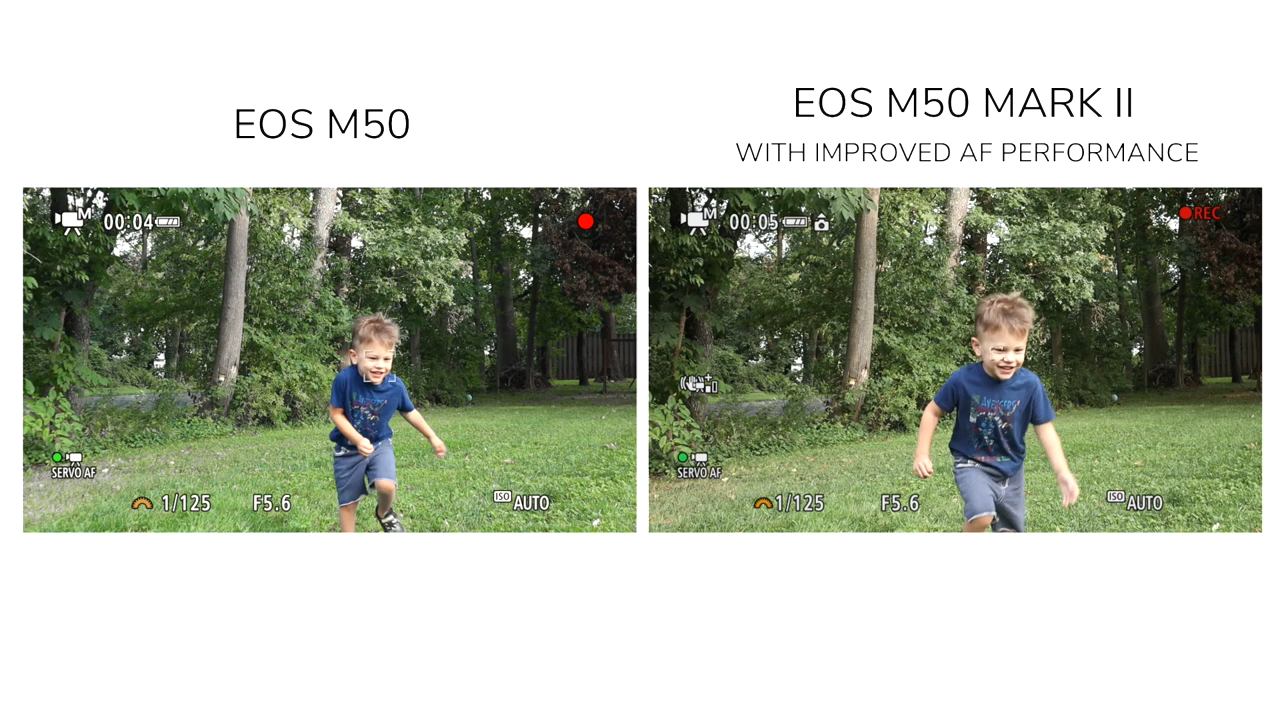 EOS M50
EOS M50 MARK II
WITH IMPROVED AF PERFORMANCE
M 00:04
SERVO AF
1/125 F5.6 ISO AUTO
M 00:05
REC
AVENGERS
SERVO AF
1/125 F5.6 ISO AUTO